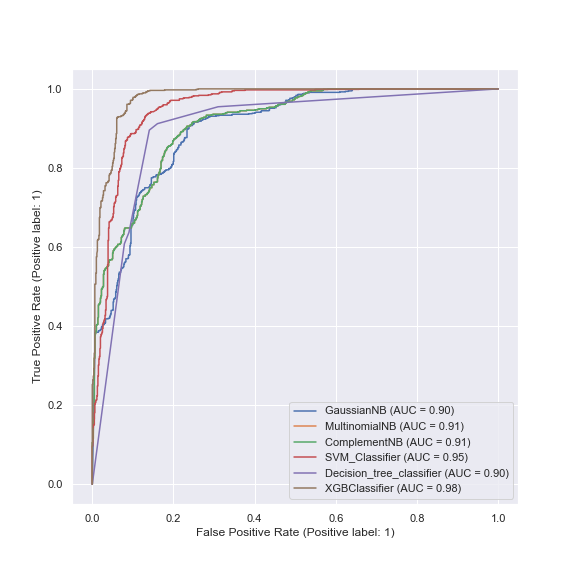 1.0
0.8
0.6
0.4
0.2
0.0
True Positive Rate (Positive label: 1)
GaussianNB (AUC = 0.90)
MultinomialNB (AUC = 0.91)
ComplementNB (AUC = 0.91)
SVM_Classifier (AUC = 0.95)
Decision_tree_classifier (AUC = 0.90)
XGBClassifier (AUC = 0.98)
0.0 0.2 0.4 0.6 0.8 1.0
False Positive Rate (Positive label: 1)